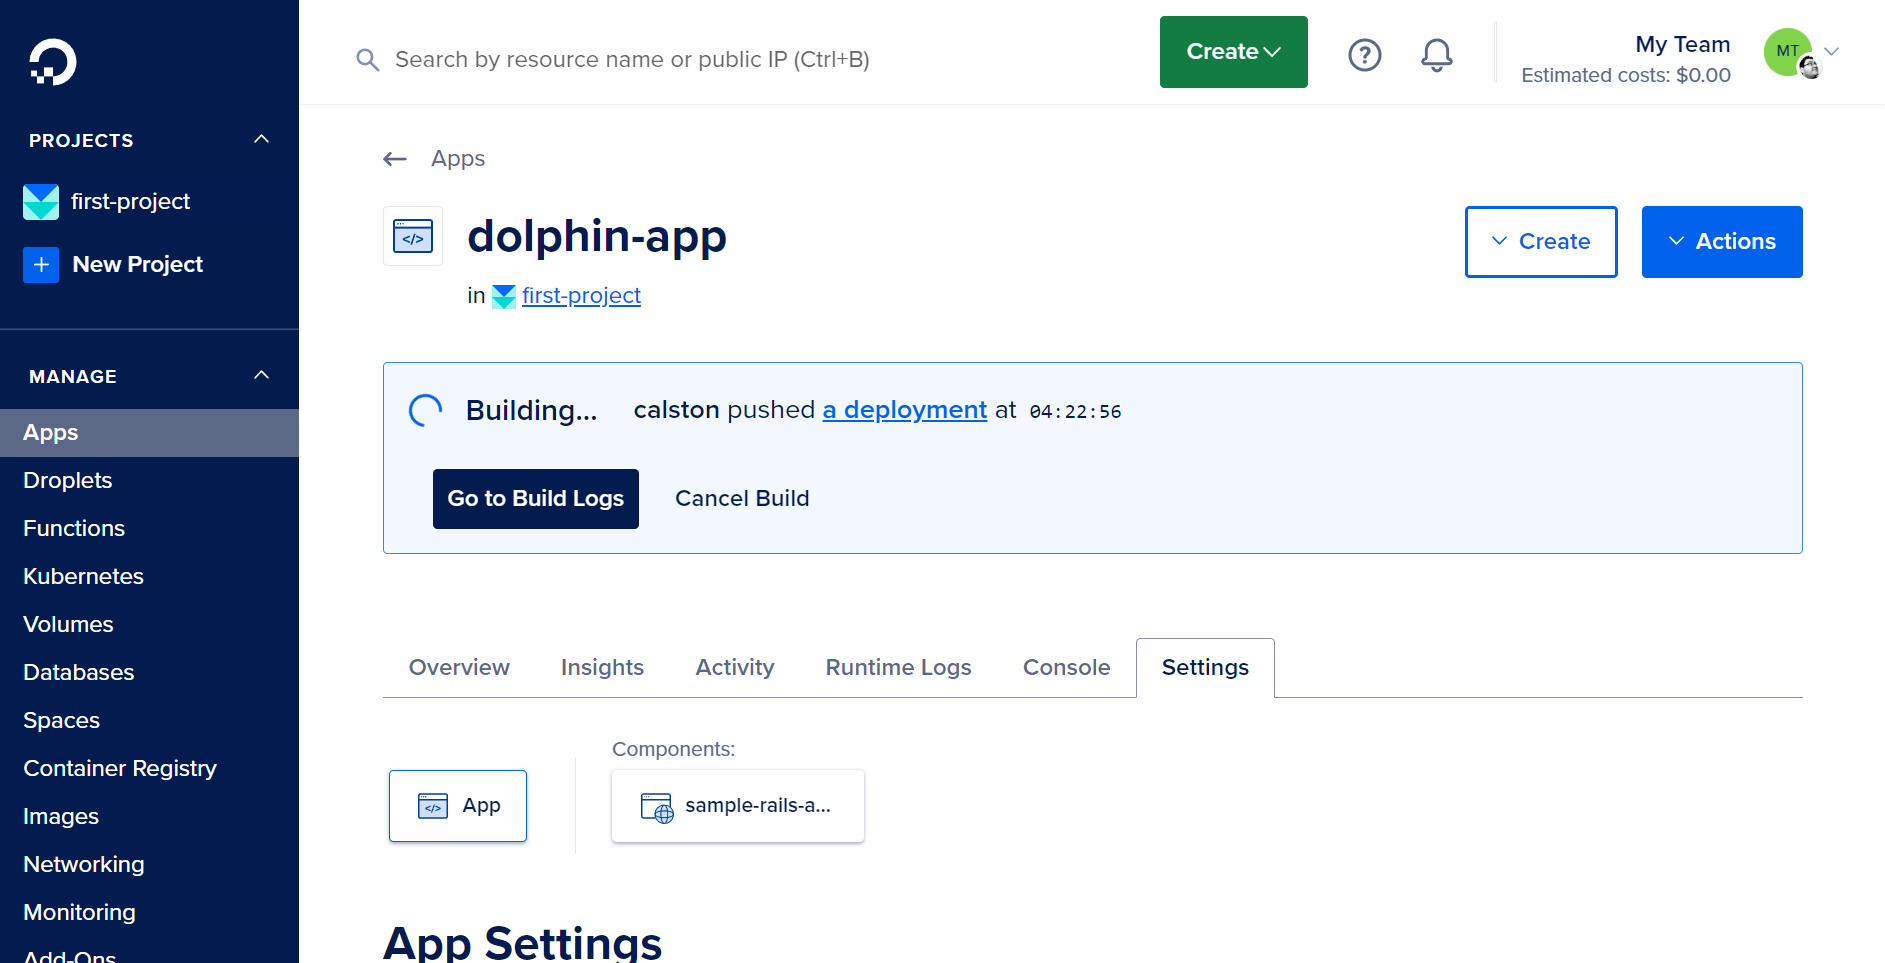 Search by resource name or public IP (Ctrl+B)
Create
My Team
Estimated costs: $0.00
MT
PROJECTS
first-project
New Project
MANAGE
Apps
Droplets
Functions
Kubernetes
Volumes
Databases
Spaces
Container Registry
Images
Networking
Monitoring
Add-Ons
Apps
dolphin-app
in first-project
Create
Actions
Building... calston pushed a deployment at 04:22:56
Go to Build Logs
Cancel Build
Overview
Insights
Activity
Runtime Logs
Console
Settings
App
Components:
sample-rails-a...
App Settings